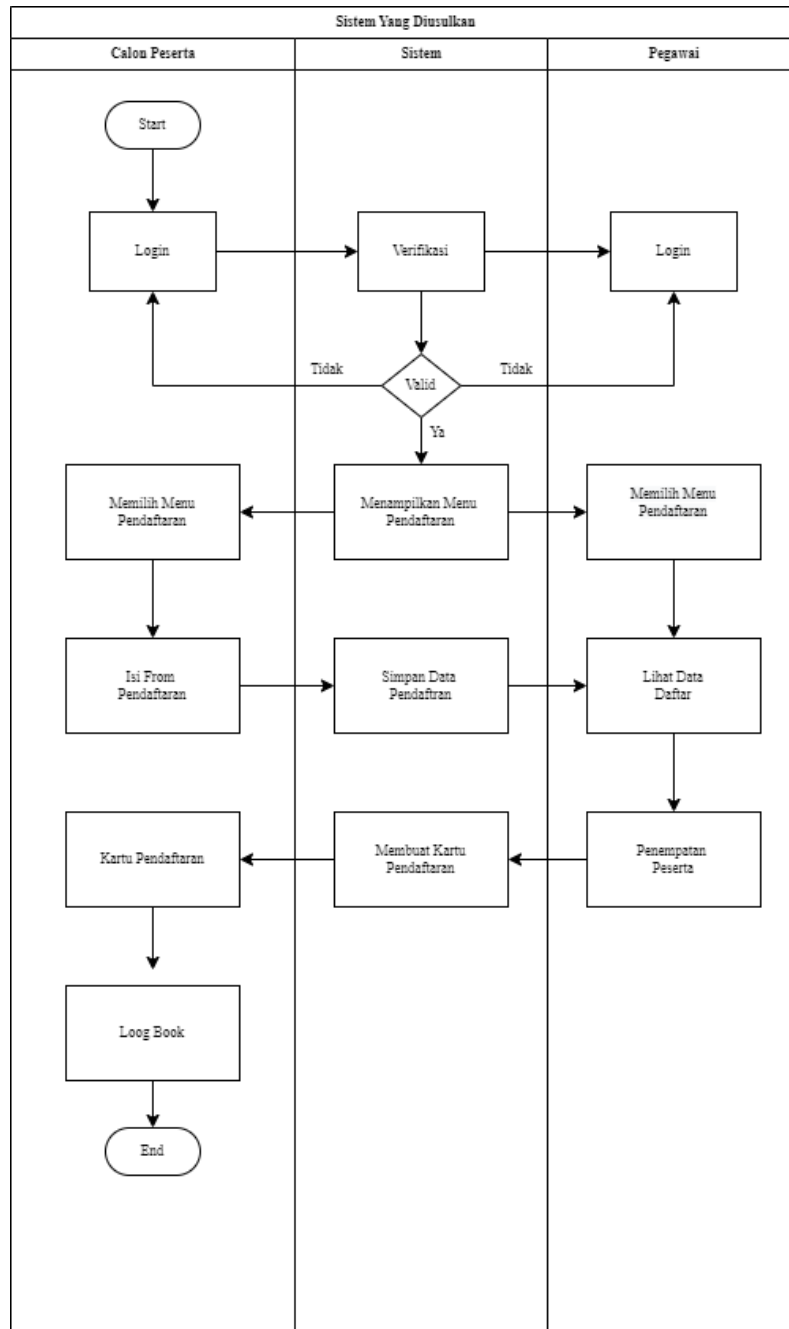 Sistem Yang Diusulkan
Calon Peserta
Sistem
Pegawai
Start
Login
Verifikasi
Login
Tidak
Valid
Tidak
Ya
Memilih Menu
Pendaftaran
Menampilkan Menu
Pendaftaran
Memilih Menu
Pendaftaran
Isi From
Pendaftaran
Simpan Data
Pendaftran
Lihat Data
Daftar
Kartu Pendaftaran
Membuat Kartu
Pendaftaran
Penempatan
Peserta
Loog Book
End